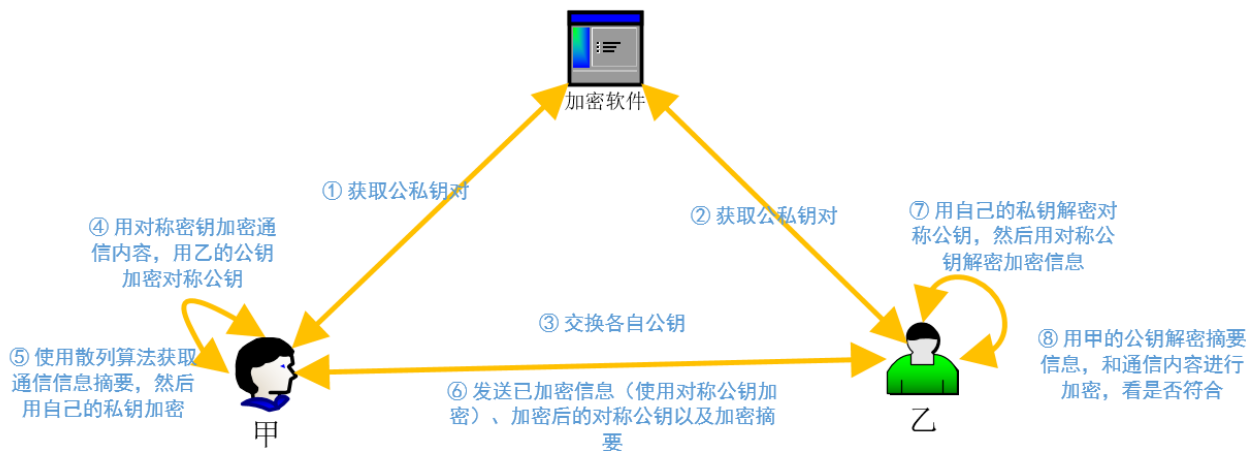 加密软件
① 获取公私钥对
② 获取公私钥对
④ 用对称密钥加密通
信内容，用乙的公钥
加密对称公钥
⑦ 用自己的私钥解密对
称公钥，然后用对称公
钥解密加密信息
③ 交换各自公钥
⑤ 使用散列算法获取
通信信息摘要，然后
用自己的私钥加密
⑧ 用甲的公钥解密摘要
信息，和通信内容进行
加密，看是否符合
⑥ 发送已加密信息（使用对称公钥加
密）、加密后的对称公钥以及加密摘
要
甲
乙